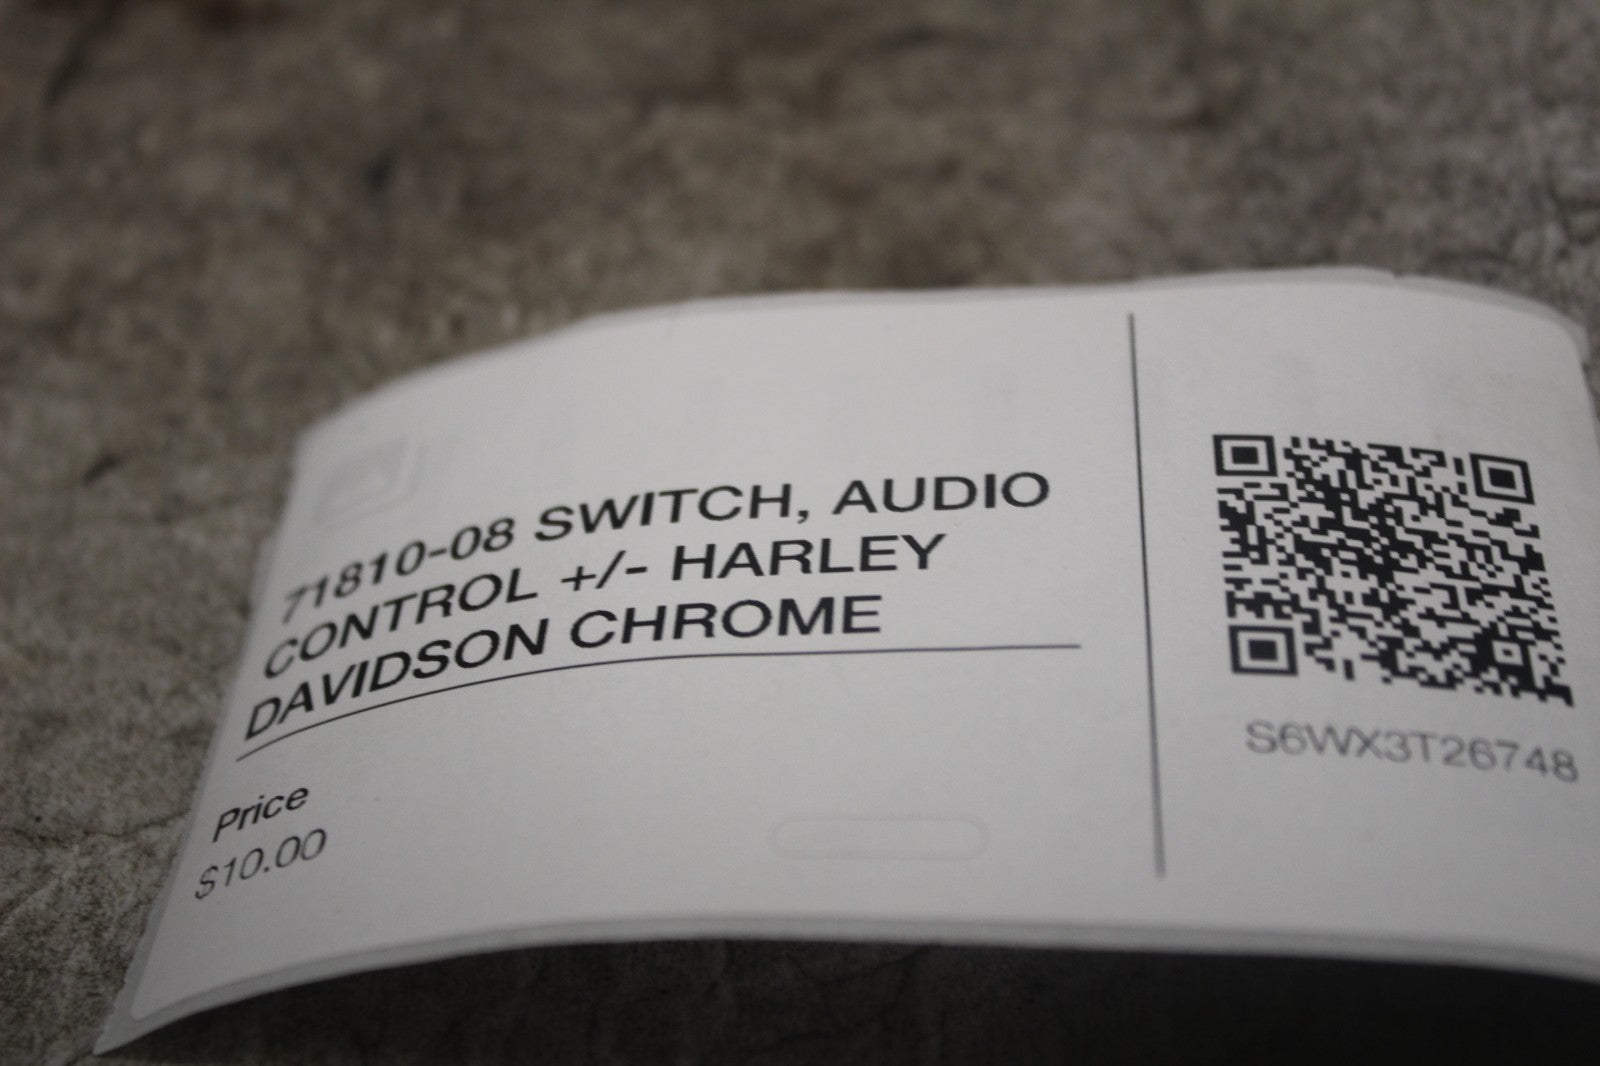 71810-08 SWITCH, AUDIO
CONTROL +/- HARLEY
DAVIDSON CHROME
Price
$10.00
S6WX3T26748